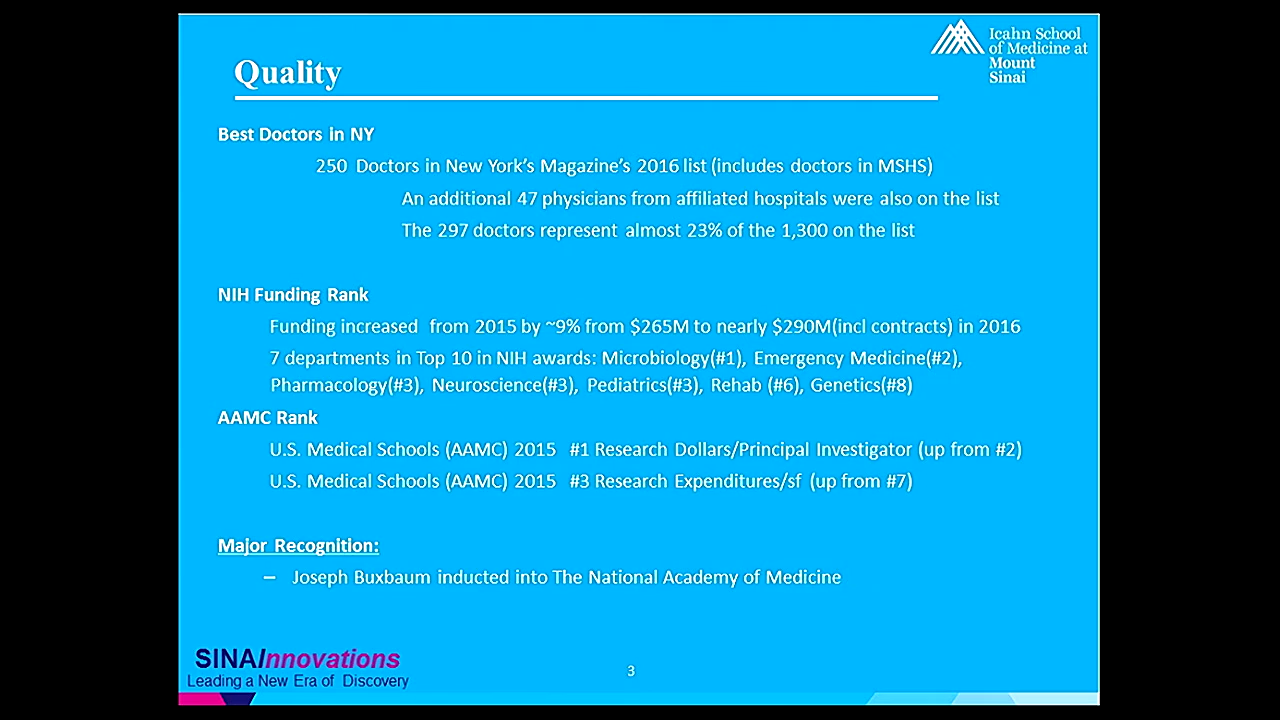 Icahn School
of Medicine at
Mount
Sinai
Quality
Best Doctors in NY
250 Doctors in New York's Magazine's 2016 list (includes doctors in MSHS)
An additional 47 physicians from affiliated hospitals were also on the list
The 297 doctors represent almost 23% of the 1,300 on the list
NIH Funding Rank
Funding increased from 2015 by ~9% from $265M to nearly $290M(incl contracts) in 2016
7 departments in Top 10 in NIH awards: Microbiology(#1), Emergency Medicine(#2),
Pharmacology(#3), Neuroscience(#3), Pediatrics(#3), Rehab (#6), Genetics(#8)
AAMC Rank
U.S. Medical Schools (AAMC) 2015 #1 Research Dollars/Principal Investigator (up from #2)
U.S. Medical Schools (AAMC) 2015 #3 Research Expenditures/sf (up from #7)
Major Recognition:
– Joseph Buxbaum inducted into The National Academy of Medicine
SINAInnovations
Leading a New Era of Discovery
3